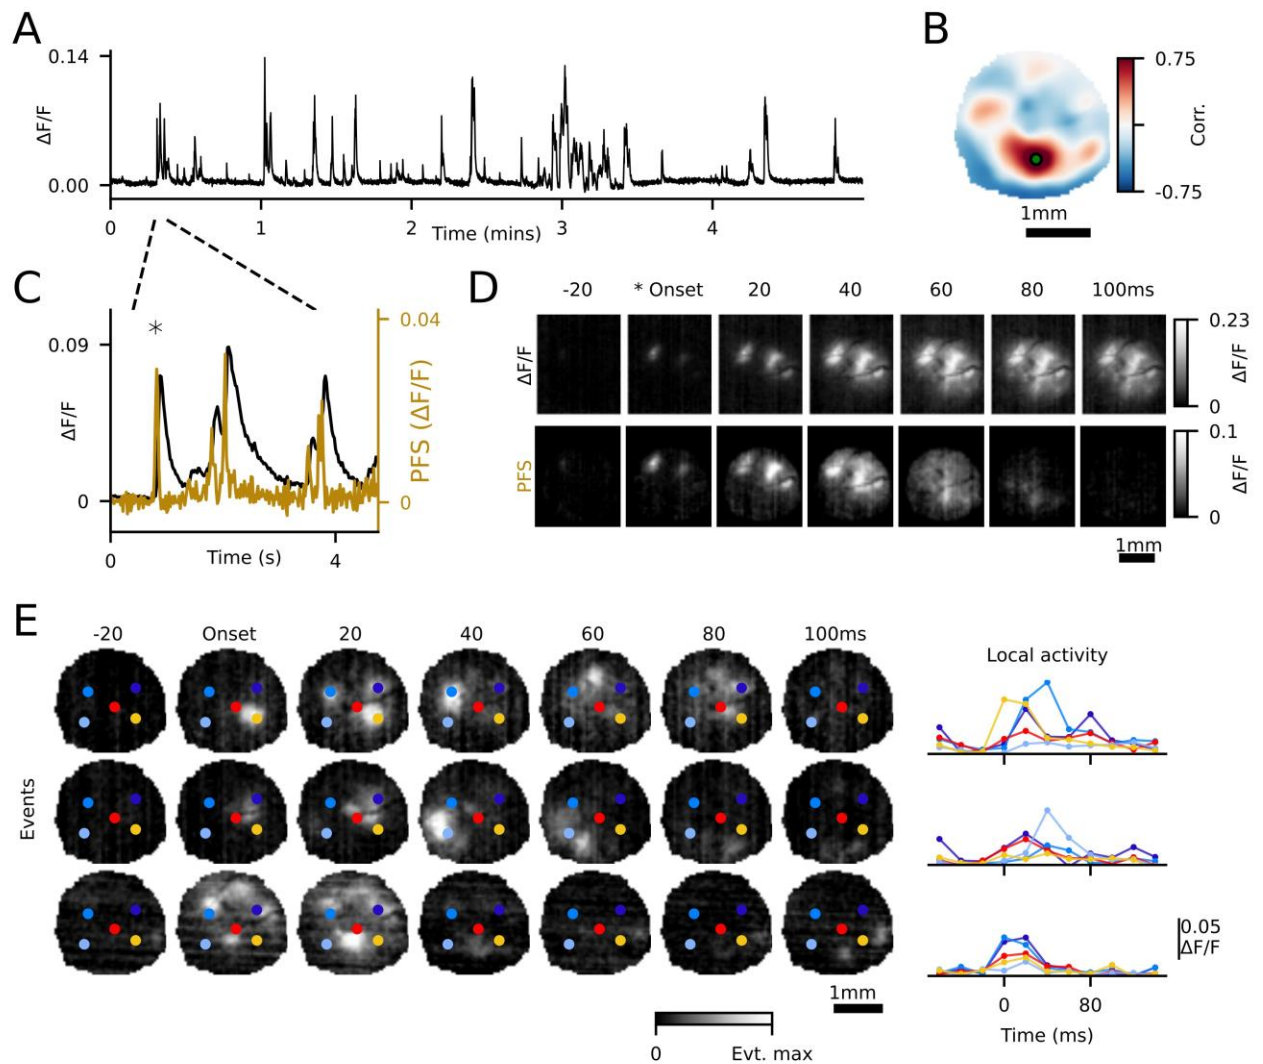 A
0.14
ΔF/F
0.00
0 1 2 3 4
Time (mins)
B
0.75
Corr.
-0.75
1mm
C
*
0.04
0.09
ΔF/F
PFS (ΔF/F)
0
0
0 4
Time (s)
D
-20 * Onset 20 40 60 80 100ms
ΔF/F
0.23
ΔF/F
0
PFS
0.1
ΔF/F
0
1mm
E
-20 Onset 20 40 60 80 100ms
Events
Local activity
0.05
ΔF/F
0 80
Time (ms)
1mm
0 Evt. max